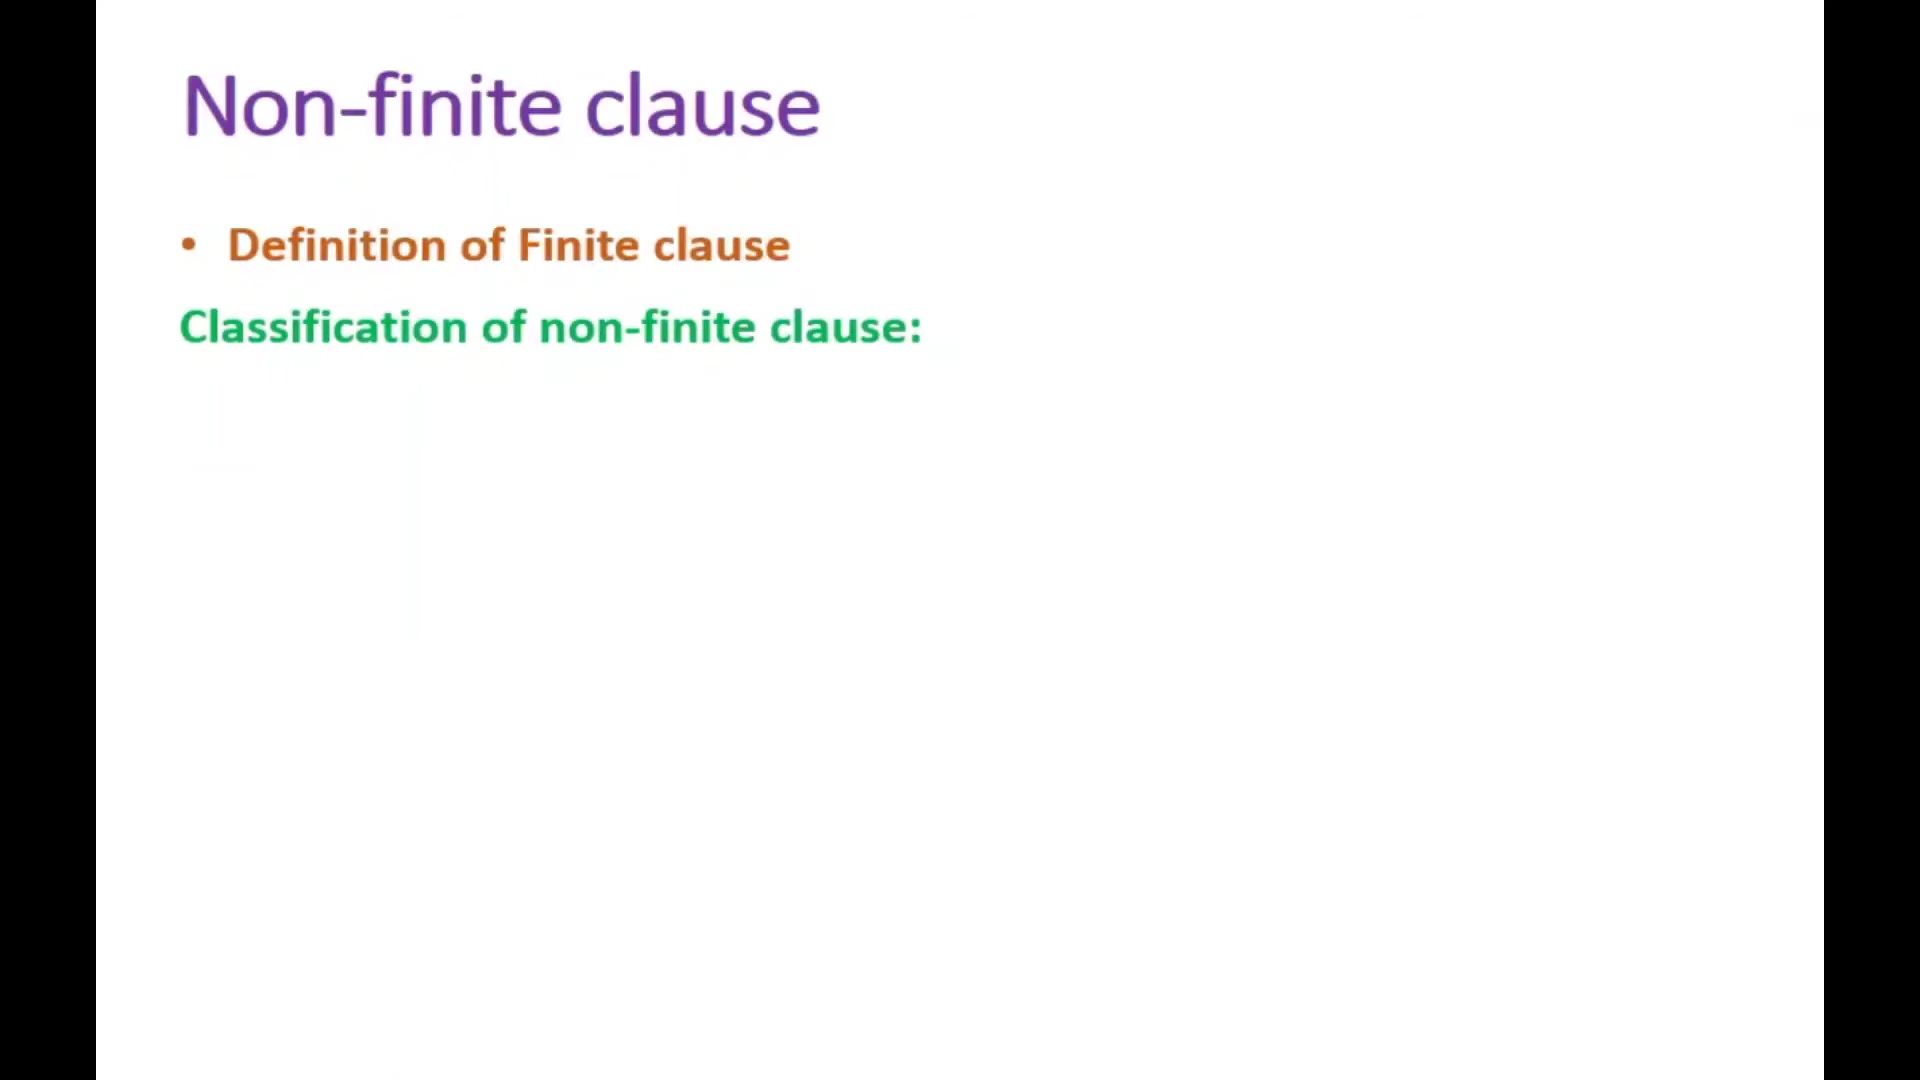 Non-finite clause
• Definition of Finite clause
Classification of non-finite clause: